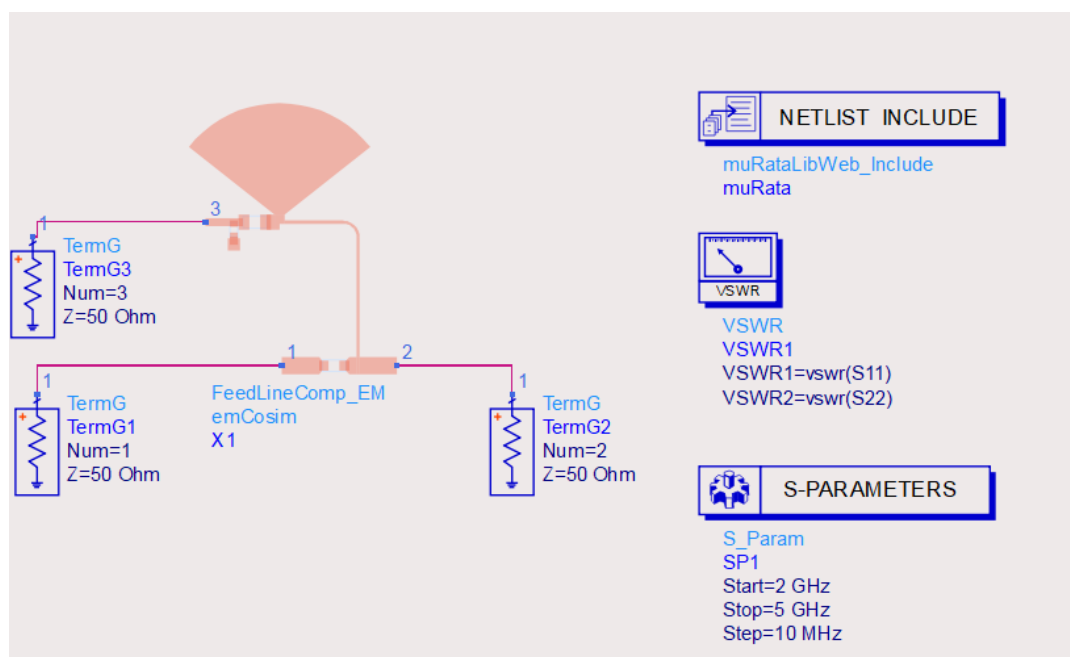 3
1
TermG
TermG3
Num=3
Z=50 Ohm
1
2
1
TermG
TermG1
Num=1
Z=50 Ohm
FeedLineComp_EM
emCosim
X1
1
TermG
TermG2
Num=2
Z=50 Ohm
NETLIST INCLUDE
muRataLibWeb_Include
muRata
VSWR
VSWR
VSWR1
VSWR1=vswr(S11)
VSWR2=vswr(S22)
S-PARAMETERS
S_Param
SP1
Start=2 GHz
Stop=5 GHz
Step=10 MHz